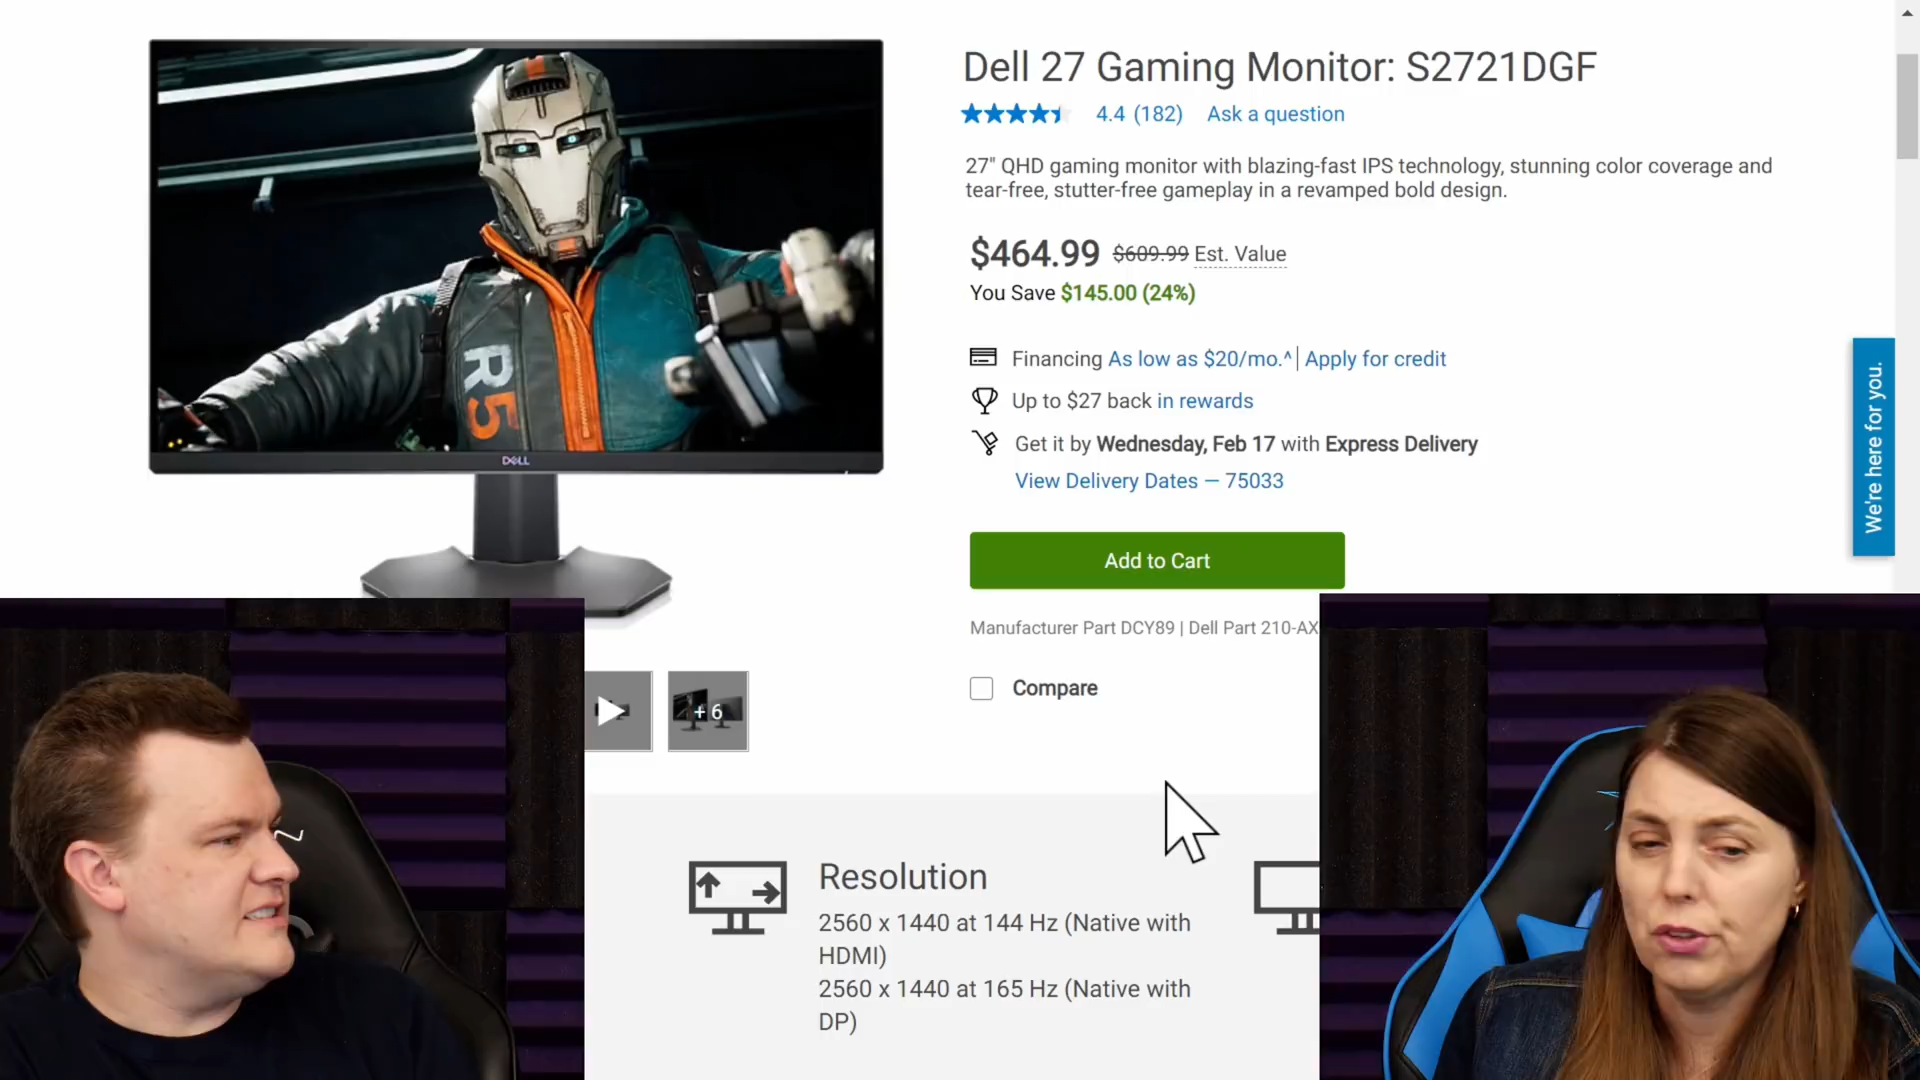 Dell 27 Gaming Monitor: S2721DGF
4.4 (182) Ask a question
27" QHD gaming monitor with blazing-fast IPS technology, stunning color coverage and
tear-free, stutter-free gameplay in a revamped bold design.
$464.99 $609.99 Est. Value
You Save $145.00 (24%)
Financing As low as $20/mo.^ | Apply for credit
Up to $27 back in rewards
Get it by Wednesday, Feb 17 with Express Delivery
View Delivery Dates – 75033
Add to Cart
Manufacturer Part DCY89 | Dell Part 210-AX
Compare
We're here for you.
R5
DELL
+ 6
Resolution
2560 x 1440 at 144 Hz (Native with
HDMI)
2560 x 1440 at 165 Hz (Native with
DP)